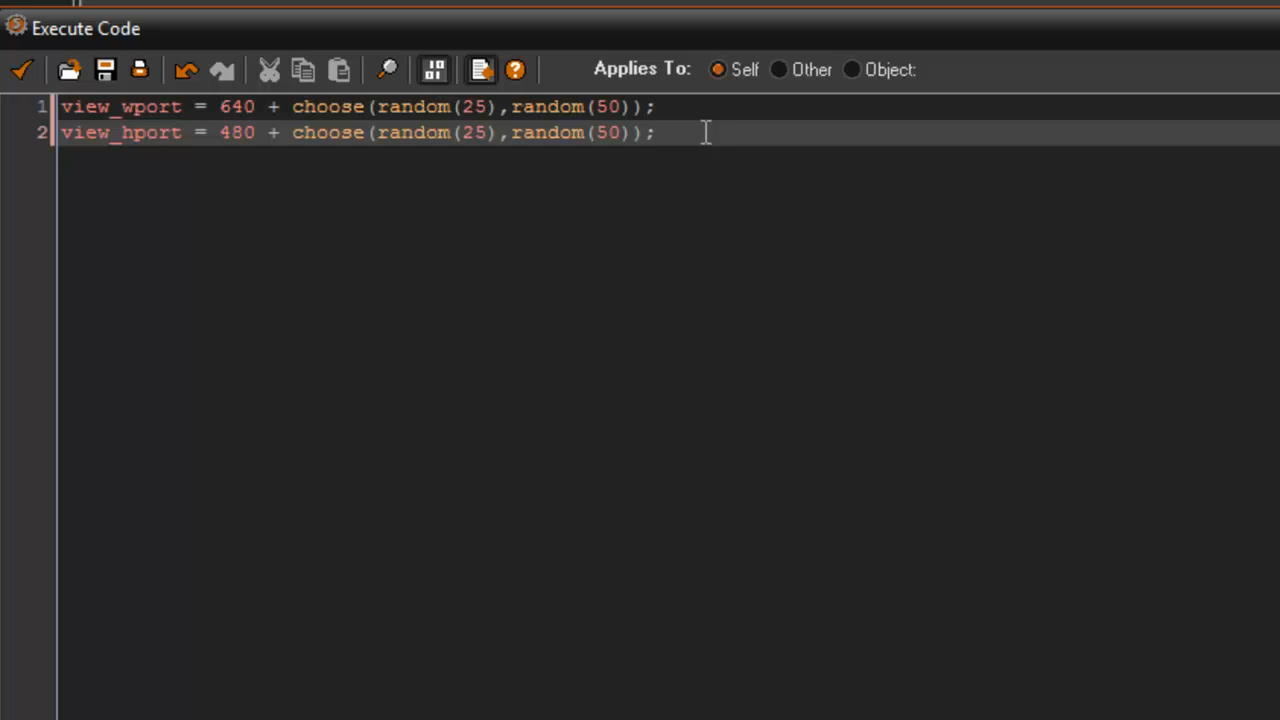 Execute Code
Applies To: Self Other Object:
1 view_wport = 640 + choose(random(25),random(50));
2 view_hport = 480 + choose(random(25),random(50));